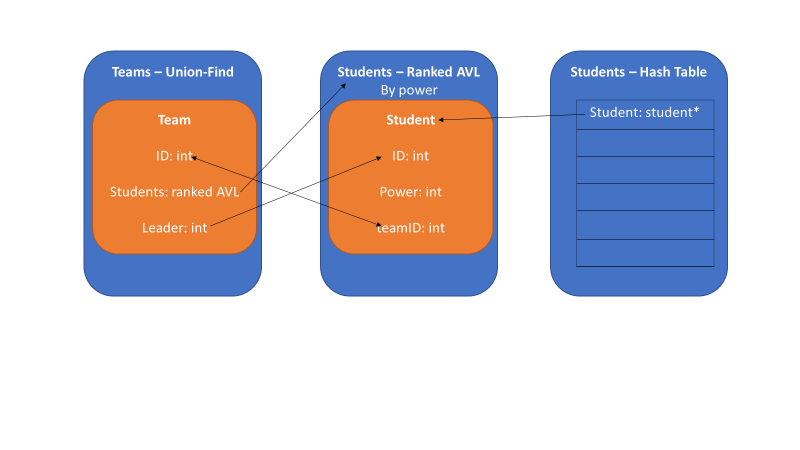 Teams – Union-Find
Team
ID: int
Students: ranked AVL
Leader: int
Students – Ranked AVL
By power
Student
ID: int
Power: int
teamID: int
Students – Hash Table
Student: student*